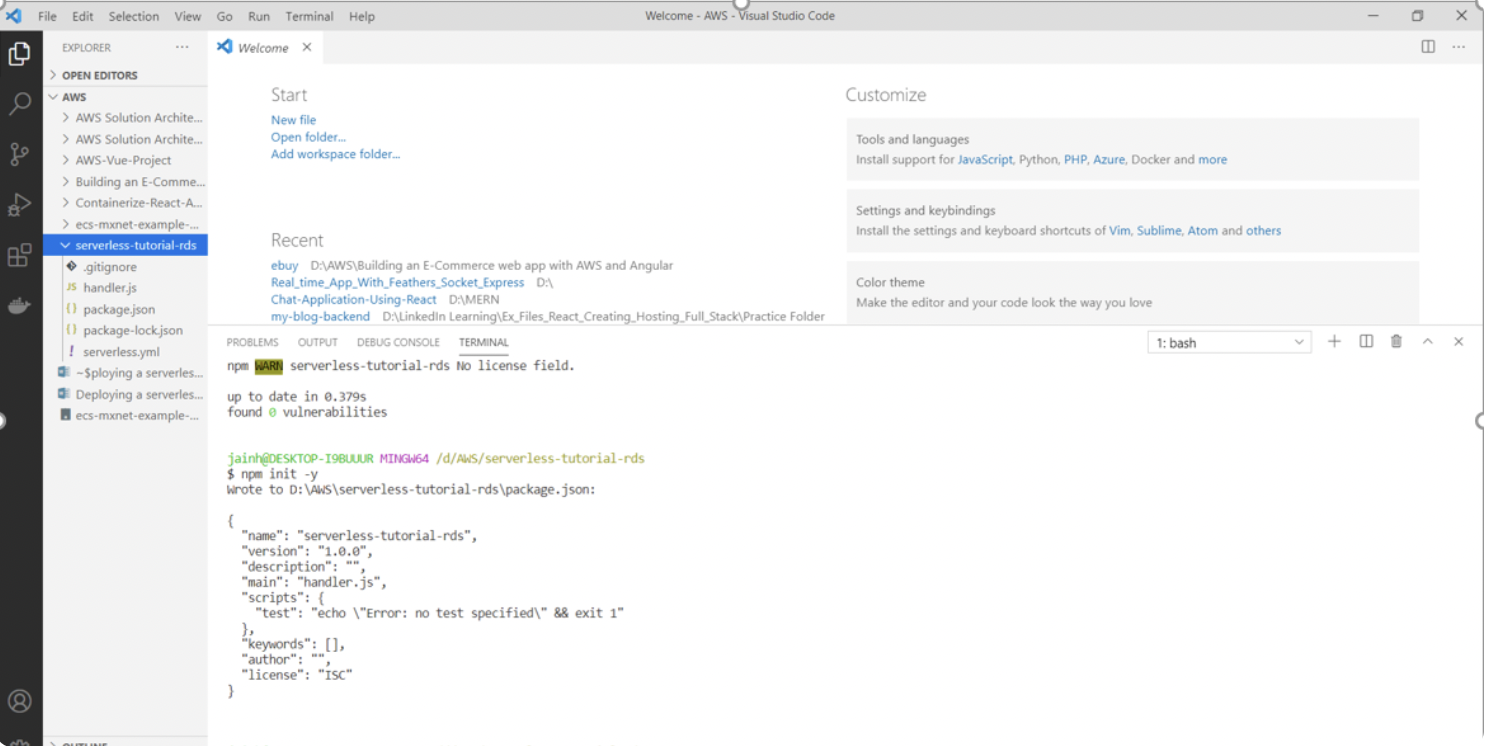 File Edit Selection View Go Run Terminal Help
Welcome - AWS - Visual Studio Code
EXPLORER
OPEN EDITORS
AWS
AWS Solution Archite...
AWS Solution Archite...
AWS-Vue-Project
Building an E-Comme...
Containerize-React-A...
ecs-mxnet-example-...
serverless-tutorial-rds
.gitignore
JS handler.js
{} package.json
{} package-lock.json
! serverless.yml
~$ploying a serverles...
Deploying a serverles...
ecs-mxnet-example-...
OUTLINE
Welcome
Start
New file
Open folder...
Add workspace folder...
Recent
ebuy D:\AWS\Building an E-Commerce web app with AWS and Angular
Real_time_App_With_Feathers_Socket_Express D:\
Chat-Application-Using-React D:\MERN
my-blog-backend D:\LinkedIn Learning\Ex_Files_React_Creating_Hosting_Full_Stack\Practice Folder
Customize
Tools and languages
Install support for JavaScript, Python, PHP, Azure, Docker and more
Settings and keybindings
Install the settings and keyboard shortcuts of Vim, Sublime, Atom and others
Color theme
Make the editor and your code look the way you love
PROBLEMS OUTPUT DEBUG CONSOLE TERMINAL
1: bash
npm WARN serverless-tutorial-rds No license field.
up to date in 0.379s
found 0 vulnerabilities
jainh@DESKTOP-I9BUUUR MINGW64 /d/AWS/serverless-tutorial-rds
$ npm init -y
Wrote to D:\AWS\serverless-tutorial-rds\package.json:
{
"name": "serverless-tutorial-rds",
"version": "1.0.0",
"description": "",
"main": "handler.js",
"scripts": {
"test": "echo \"Error: no test specified\" && exit 1"
},
"keywords": [],
"author": "",
"license": "ISC"
}